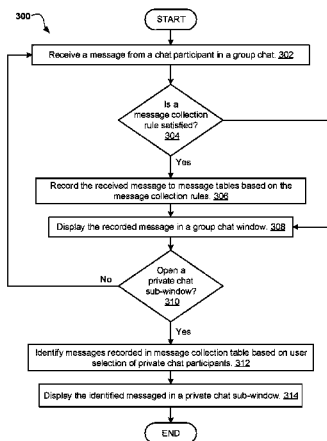 300
START
Receive a message from a chat participant in a group chat. 302
Is a
message collection
rule satisfied?
304
Yes
Record the received message to message tables based on the
message collection rules. 306
Display the recorded message in a group chat window. 308
No
Open a
private chat
sub-window?
310
Yes
Identify messages recorded in message collection table based on user
selection of private chat participants. 312
Display the identified messaged in a private chat sub-window. 314
END